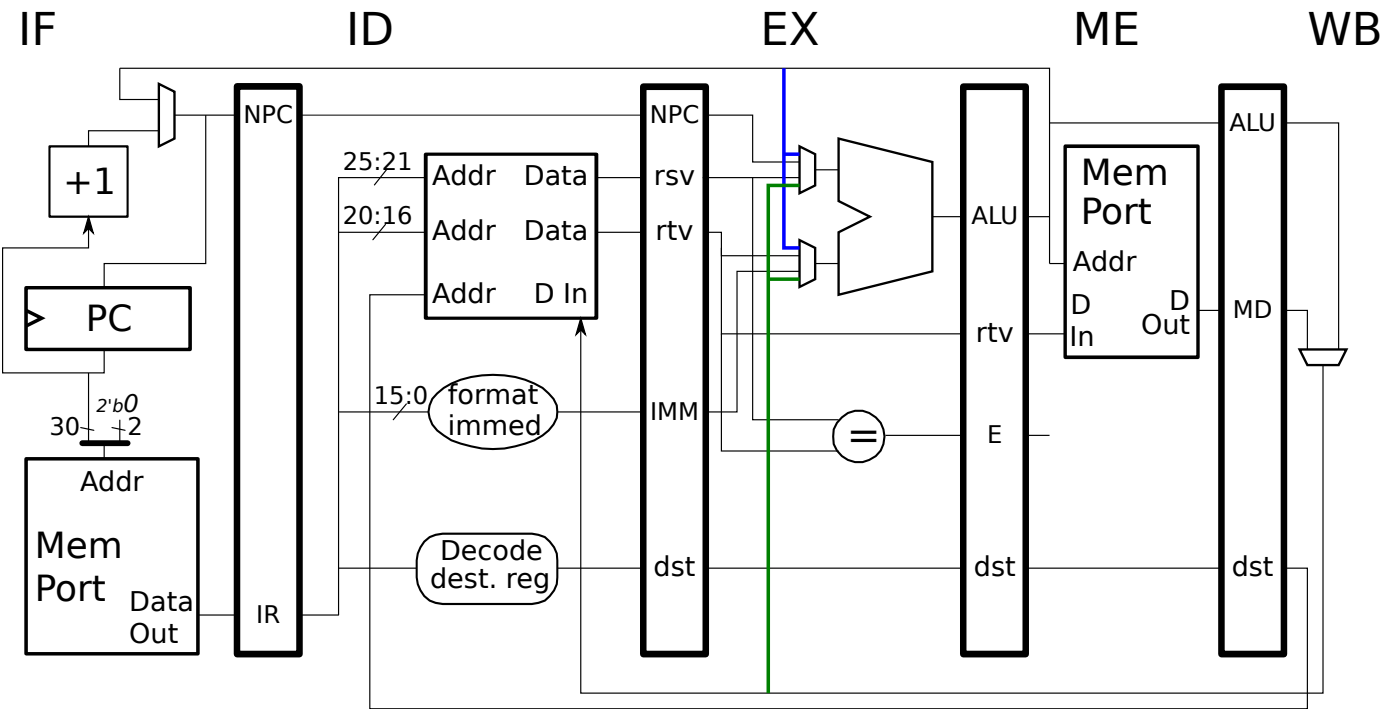 IF ID EX ME WB
NPC NPC ALU ALU
+1
25:21 Addr Data rsv
20:16 Addr Data rtv
Addr D In
Mem
Port
ALU
Addr
D
In
D
Out
MD
PC
rtv
2'b0
30 2
15:0 format
immed
IMM
=
E
Addr
Mem
Port
Data
Out
IR
Decode
dest. reg
dst dst dst